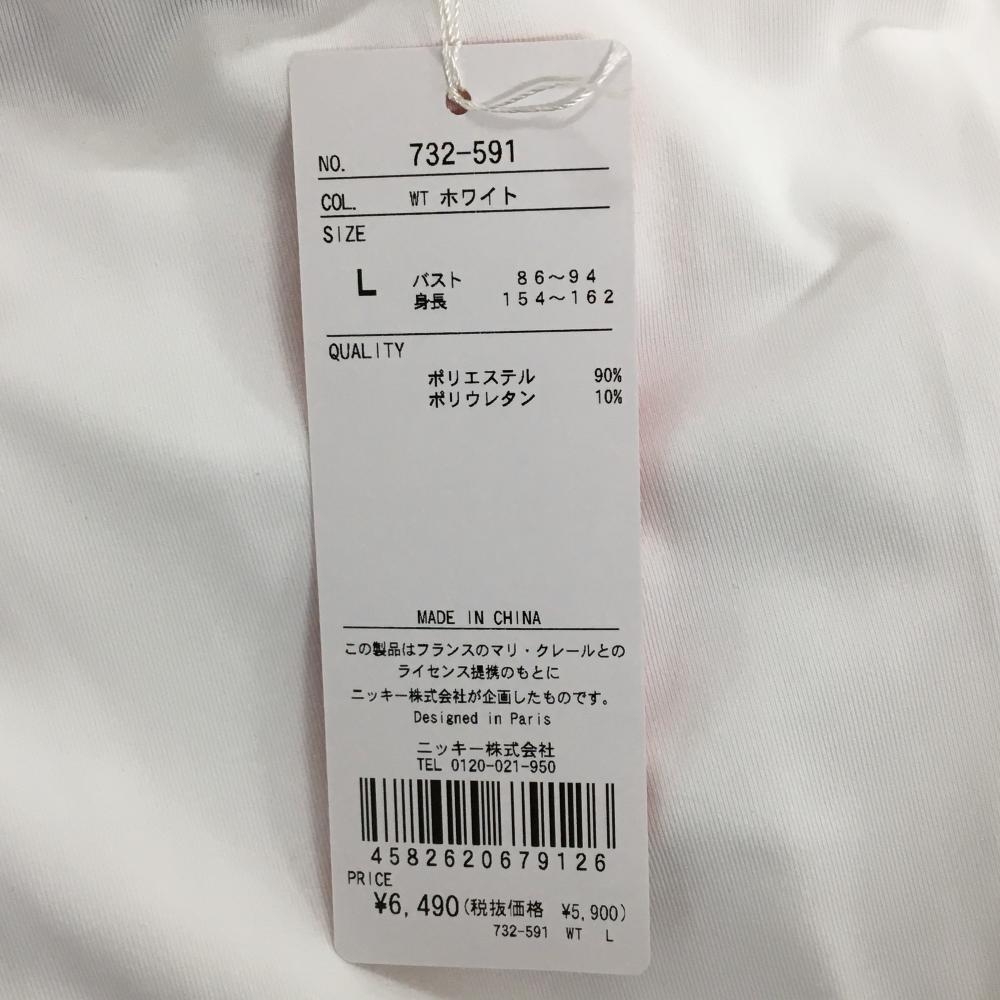 NO. 732-591
COL. WT ホワイト
SIZE
L バスト 86～94
身長 154～162
QUALITY
ポリエステル 90%
ポリウレタン 10%
MADE IN CHINA
この製品はフランスのマリ・クレールとの
ライセンス提携のもとに
ニッキー株式会社が企画したものです。
Designed in Paris
ニッキー株式会社
TEL 0120-021-950
4582620679126
PRICE
¥6,490(税抜価格 ¥5,900)
732-591 WT L